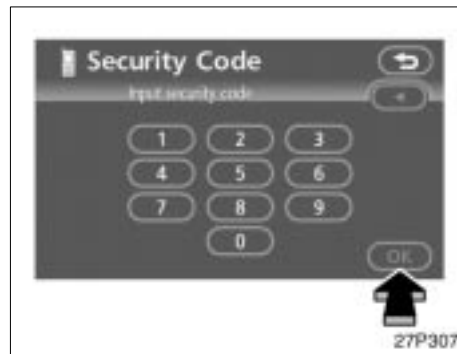 Security Code
Input security code
1 2 3
4 5 6
7 8 9
0
OK
27P307